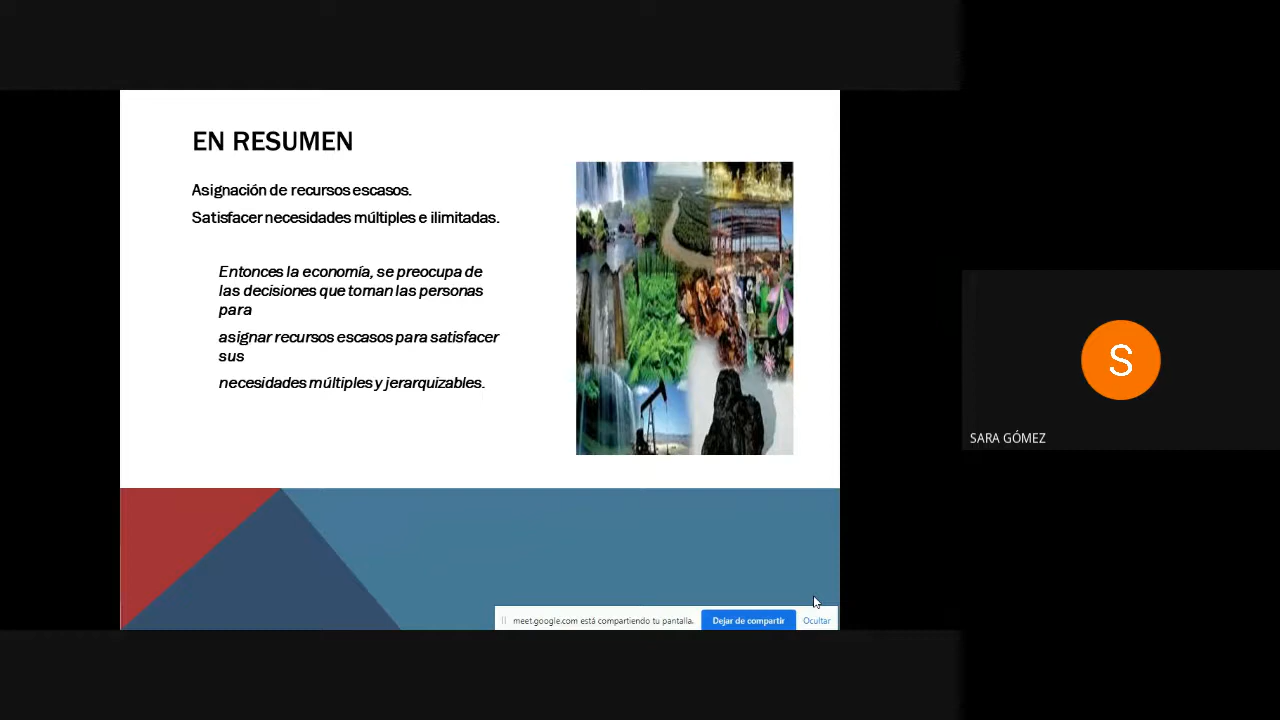 EN RESUMEN
Asignación de recursos escasos.
Satisfacer necesidades múltiples e ilimitadas.
Entonces la economía, se preocupa de
las decisiones que toman las personas
para
asignar recursos escasos para satisfacer
sus
necesidades múltiples y jerarquizables.
S
SARA GÓMEZ
meet.google.com está compartiendo tu pantalla.
Dejar de compartir
Ocultar